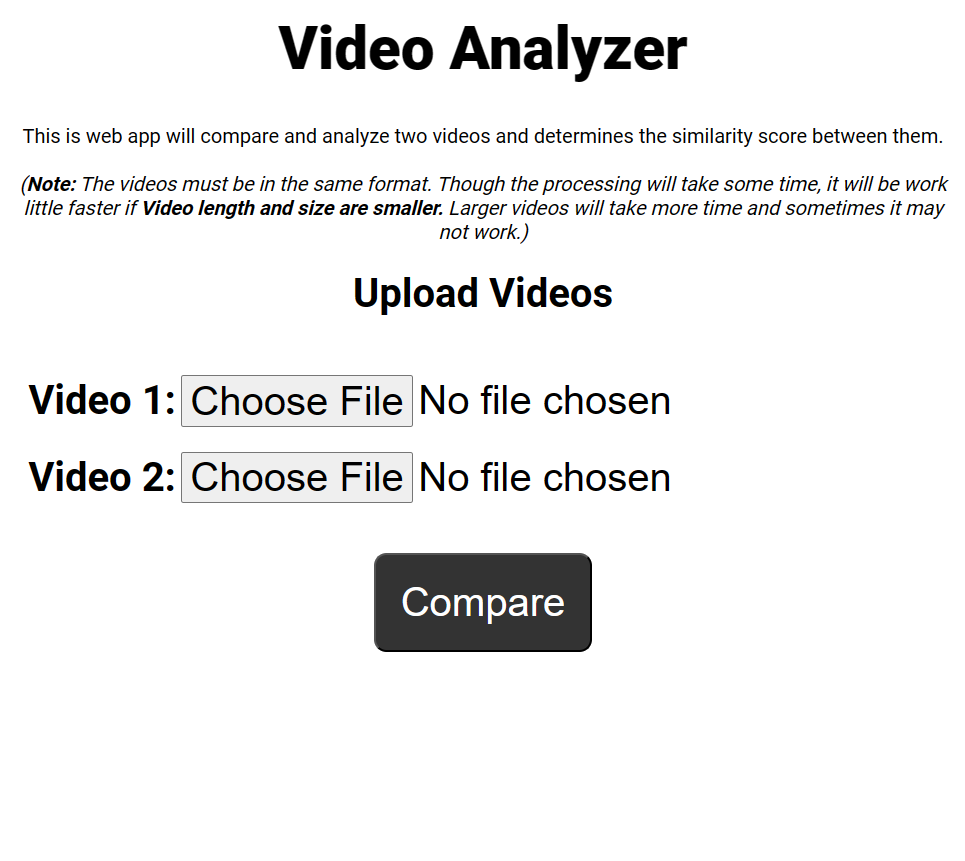 Video Analyzer
This is web app will compare and analyze two videos and determines the similarity score between them.
(Note: The videos must be in the same format. Though the processing will take some time, it will be work
little faster if Video length and size are smaller. Larger videos will take more time and sometimes it may
not work.)
Upload Videos
Video 1: Choose File No file chosen
Video 2: Choose File No file chosen
Compare